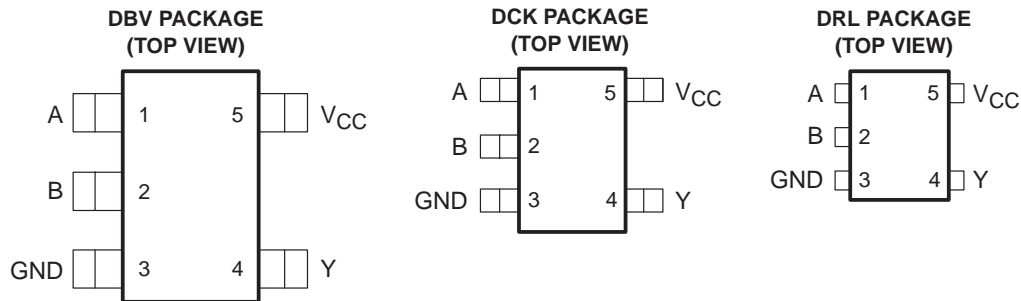 DBV PACKAGE
(TOP VIEW)
A 1 5 VCC
B 2
GND 3 4 Y
DCK PACKAGE
(TOP VIEW)
A 1 5 VCC
B 2
GND 3 4 Y
DRL PACKAGE
(TOP VIEW)
A 1 5 VCC
B 2
GND 3 4 Y